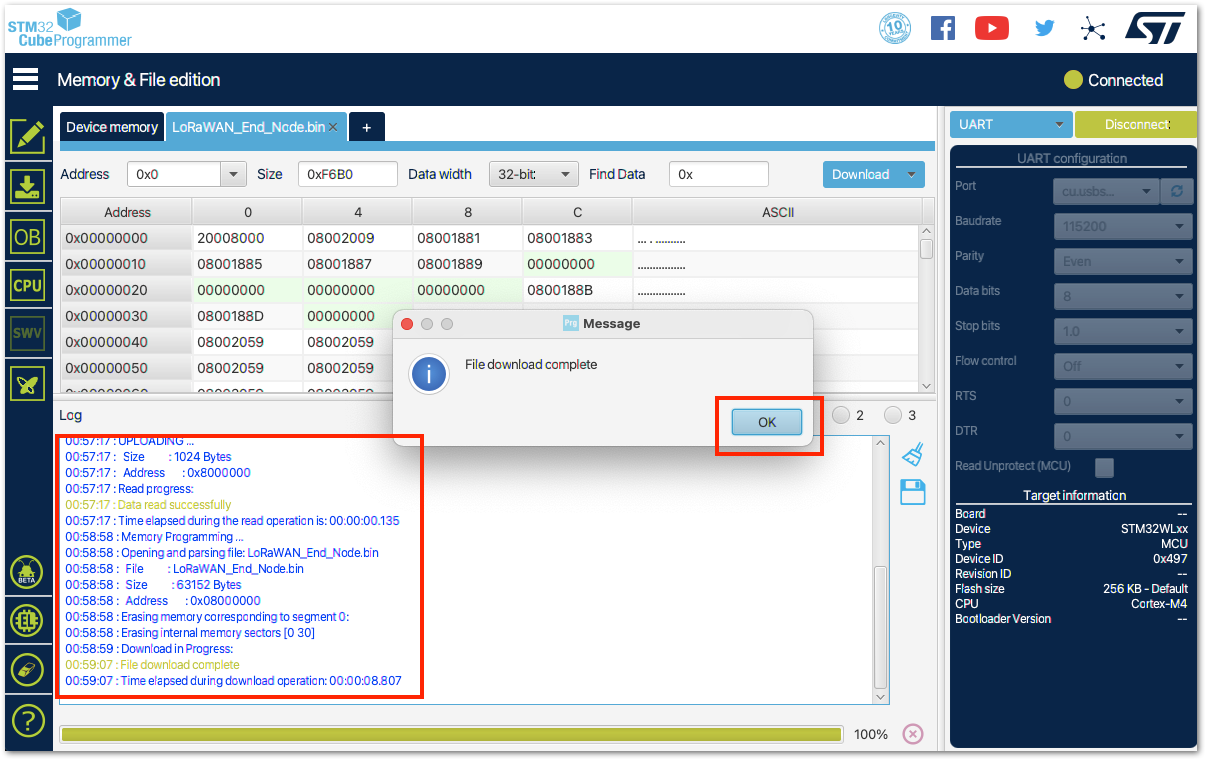 STM32
CubeProgrammer
10 YEARS
ST
Memory & File edition
Connected
Device memory
LoRaWAN_End_Node.bin ×
+
UART
Disconnect
Address 0x0 Size 0xF6B0 Data width 32-bit Find Data 0x Download
Address 0 4 8 C ASCII
0x00000000 20008000 08002009 08001881 08001883 ... . ..........
0x00000010 08001885 08001887 08001889 00000000 ................
0x00000020 00000000 00000000 00000000 0800188B ................
0x00000030 0800188D 00000000
0x00000040 08002059 08002059
0x00000050 08002059 08002059
0x00000060 08002059 08002059
OB
CPU
SWV
BETA
EL
?
Pro Message
i
File download complete
OK
Log
2 3
00:57:17 : UPLOADING ...
00:57:17 : Size : 1024 Bytes
00:57:17 : Address : 0x8000000
00:57:17 : Read progress:
00:57:17 : Data read successfully
00:57:17 : Time elapsed during the read operation is: 00:00:00.135
00:58:58 : Memory Programming ...
00:58:58 : Opening and parsing file: LoRaWAN_End_Node.bin
00:58:58 : File : LoRaWAN_End_Node.bin
00:58:58 : Size : 63152 Bytes
00:58:58 : Address : 0x08000000
00:58:58 : Erasing memory corresponding to segment 0:
00:58:58 : Erasing internal memory sectors [0 30]
00:58:59 : Download in Progress:
00:59:07 : File download complete
00:59:07 : Time elapsed during download operation: 00:00:08.807
100%
UART configuration
Port cu.usbs...
Baudrate 115200
Parity Even
Data bits 8
Stop bits 1.0
Flow control Off
RTS 0
DTR 0
Read Unprotect (MCU)
Target information
Board --
Device STM32WLxx
Type MCU
Device ID 0x497
Revision ID --
Flash size 256 KB - Default
CPU Cortex-M4
Bootloader Version --